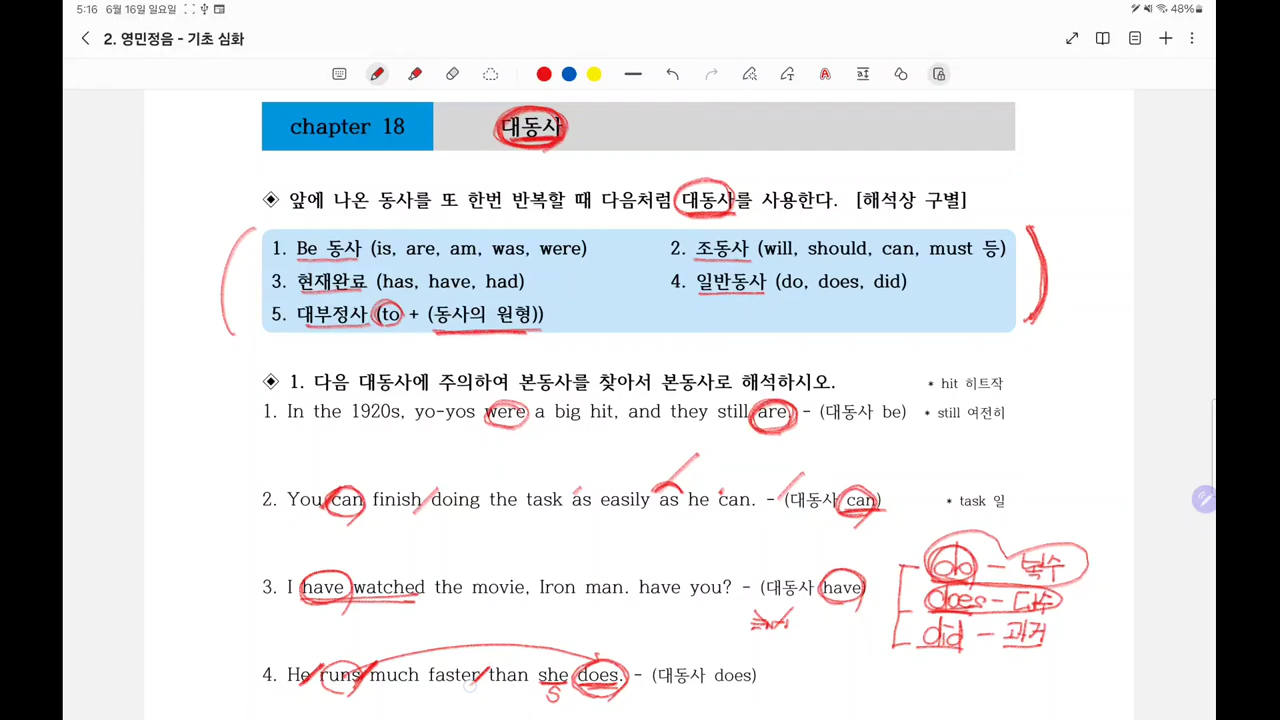 5:16 6월 16일 일요일 48%
2. 영민정음 - 기초 심화
chapter 18 대동사
◈ 앞에 나온 동사를 또 한번 반복할 때 다음처럼 대동사를 사용한다. [해석상 구별]
1. Be 동사 (is, are, am, was, were) 2. 조동사 (will, should, can, must 등)
3. 현재완료 (has, have, had) 4. 일반동사 (do, does, did)
5. 대부정사 (to + (동사의 원형))
◈ 1. 다음 대동사에 주의하여 본동사를 찾아서 본동사로 해석하시오. * hit 히트작
1. In the 1920s, yo-yos were a big hit, and they still are. - (대동사 be) * still 여전히
2. You can finish doing the task as easily as he can. - (대동사 can) * task 일
do - 복수
3. I have watched the movie, Iron man. have you? - (대동사 have)
does - 단수
did - 과거
4. He runs much faster than she does. - (대동사 does)
S